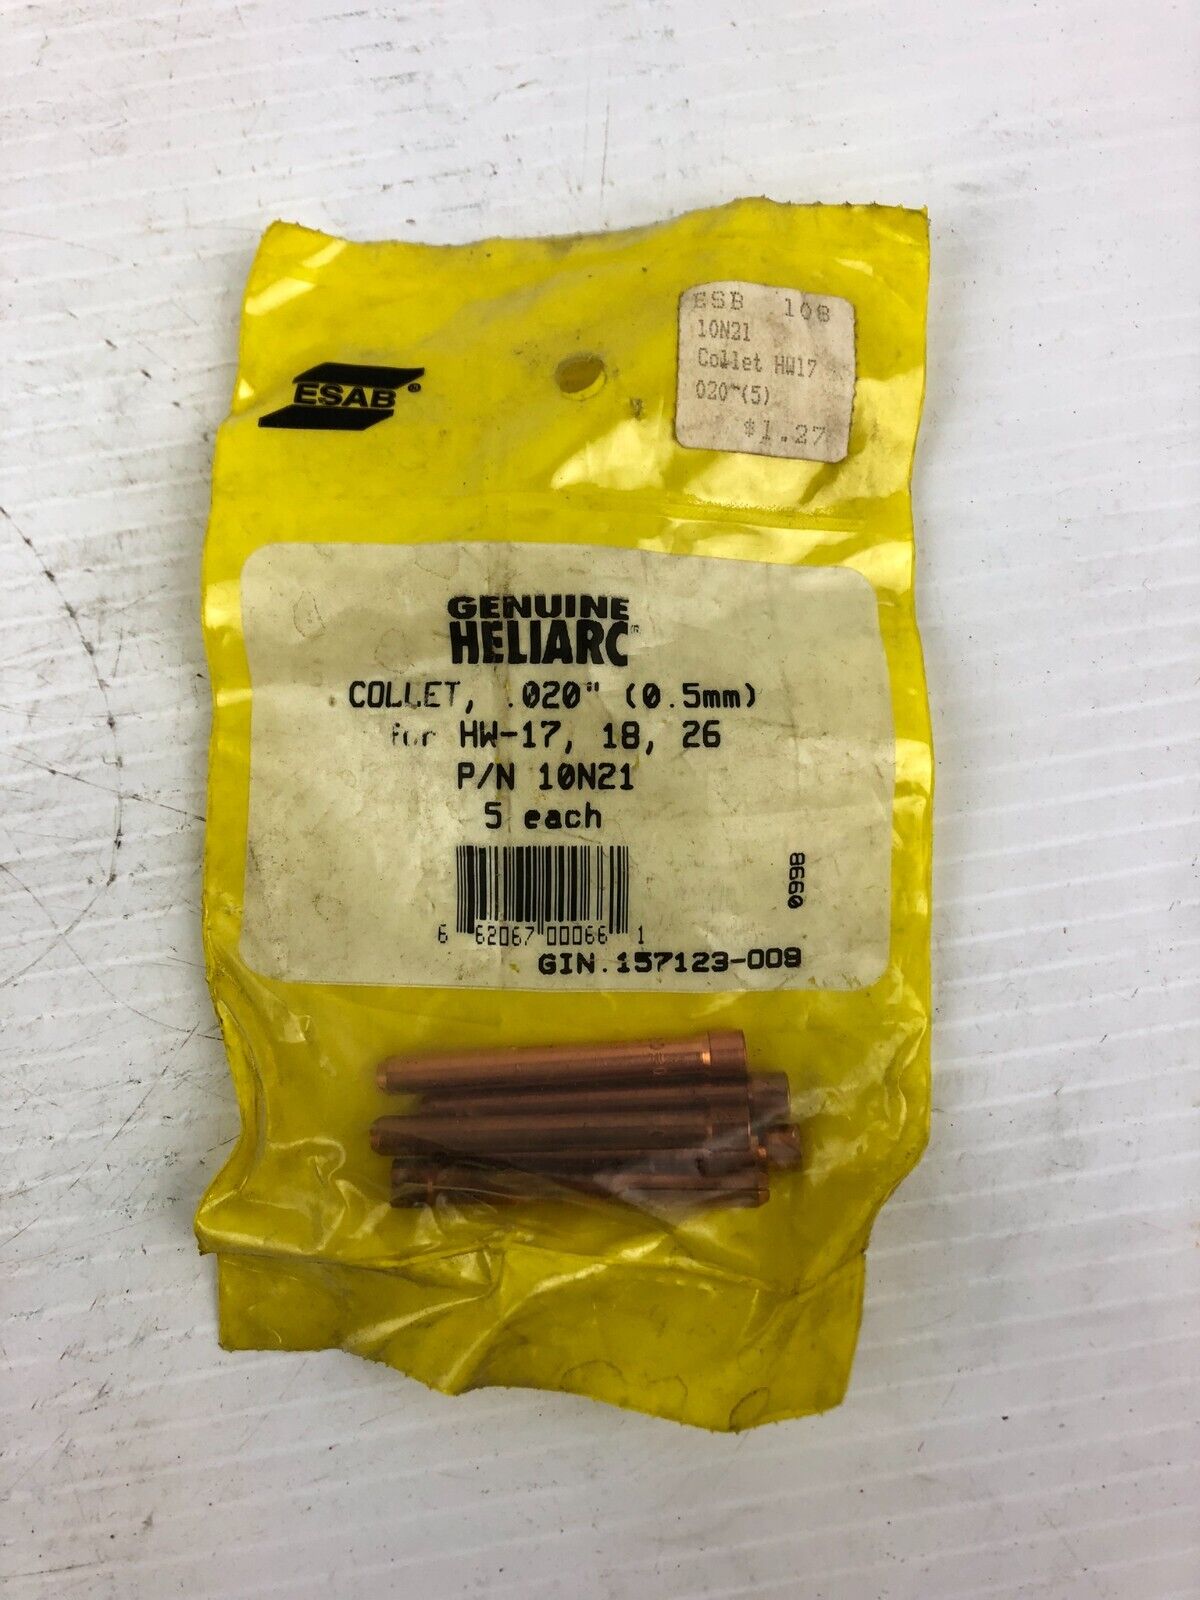 ESAB®
ESB 108
10N21
Collet HW17
020"(5)
$1.27
GENUINE
HELIARC
COLLET, .020" (0.5mm)
for HW-17, 18, 26
P/N 10N21
5 each
0998
6 62067 00066 1
GIN.157123-009